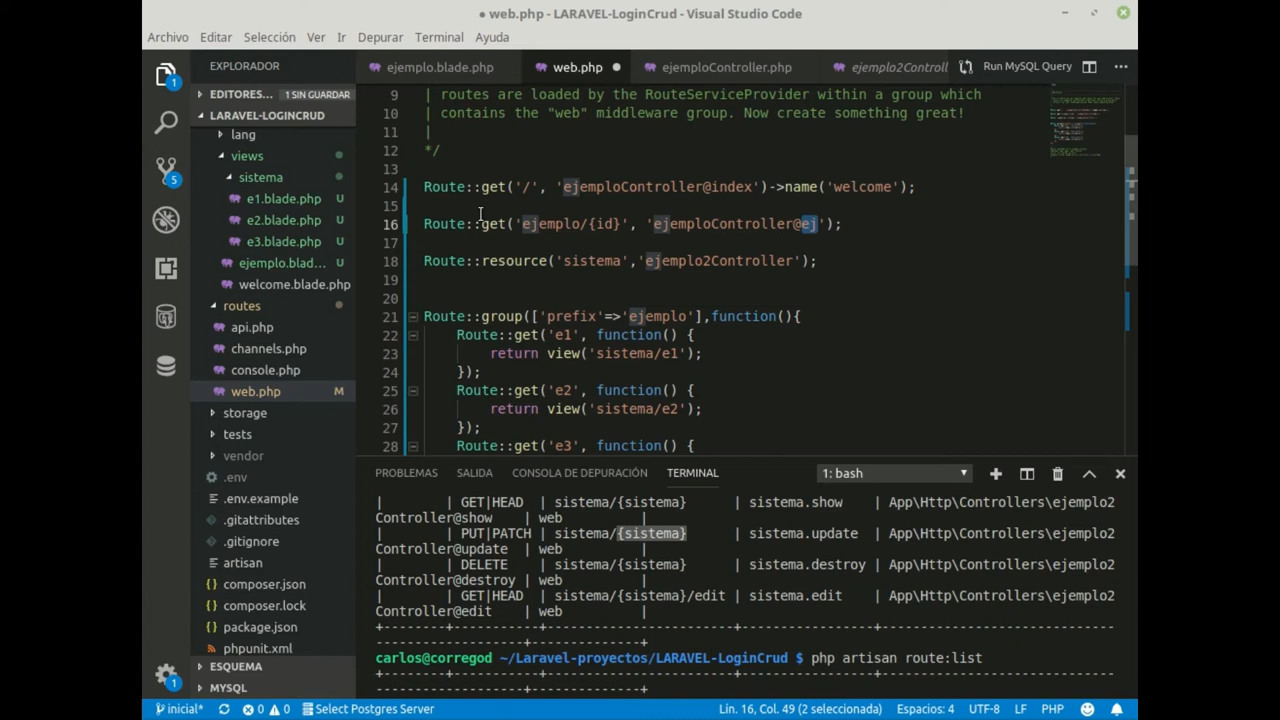 ● web.php - LARAVEL-LoginCrud - Visual Studio Code
Archivo Editar Selección Ver Ir Depurar Terminal Ayuda
EXPLORADOR
EDITORES... 1 SIN GUARDAR
LARAVEL-LOGINCRUD
lang
views
sistema
e1.blade.php U
e2.blade.php U
e3.blade.php U
ejemplo.blad... U
welcome.blade.php
routes
api.php
channels.php
console.php
web.php M
storage
tests
vendor
.env
.env.example
.gitattributes
.gitignore
artisan
composer.json
composer.lock
package.json
phpunit.xml
ESQUEMA
MYSQL
1
5
1
ejemplo.blade.php web.php ejemploController.php ejemplo2Controll Run MySQL Query
9 | routes are loaded by the RouteServiceProvider within a group which
10 | contains the "web" middleware group. Now create something great!
11 |
12 */
13
14 Route::get('/', 'ejemploController@index')->name('welcome');
15
16 Route::get('ejemplo/{id}', 'ejemploController@ej');
17
18 Route::resource('sistema','ejemplo2Controller');
19
20
21 Route::group(['prefix'=>'ejemplo'],function(){
22 Route::get('e1', function() {
23 return view('sistema/e1');
24 });
25 Route::get('e2', function() {
26 return view('sistema/e2');
27 });
28 Route::get('e3', function() {
PROBLEMAS SALIDA CONSOLA DE DEPURACIÓN TERMINAL 1: bash
| | GET|HEAD | sistema/{sistema} | sistema.show | App\Http\Controllers\ejemplo2
Controller@show | web |
| | PUT|PATCH | sistema/{sistema} | sistema.update | App\Http\Controllers\ejemplo2
Controller@update | web |
| | DELETE | sistema/{sistema} | sistema.destroy | App\Http\Controllers\ejemplo2
Controller@destroy | web |
| | GET|HEAD | sistema/{sistema}/edit | sistema.edit | App\Http\Controllers\ejemplo2
Controller@edit | web |
+--------+-----------+------------------------+-----------------+------------------------------
---------------------+--------------+
carlos@corregod ~/Laravel-proyectos/LARAVEL-LoginCrud $ php artisan route:list
+--------+-----------+------------------------+-----------------+------------------------------
---------------------+--------------+
inicial* 0 0 Select Postgres Server Lín. 16, Col. 49 (2 seleccionada) Espacios: 4 UTF-8 LF PHP